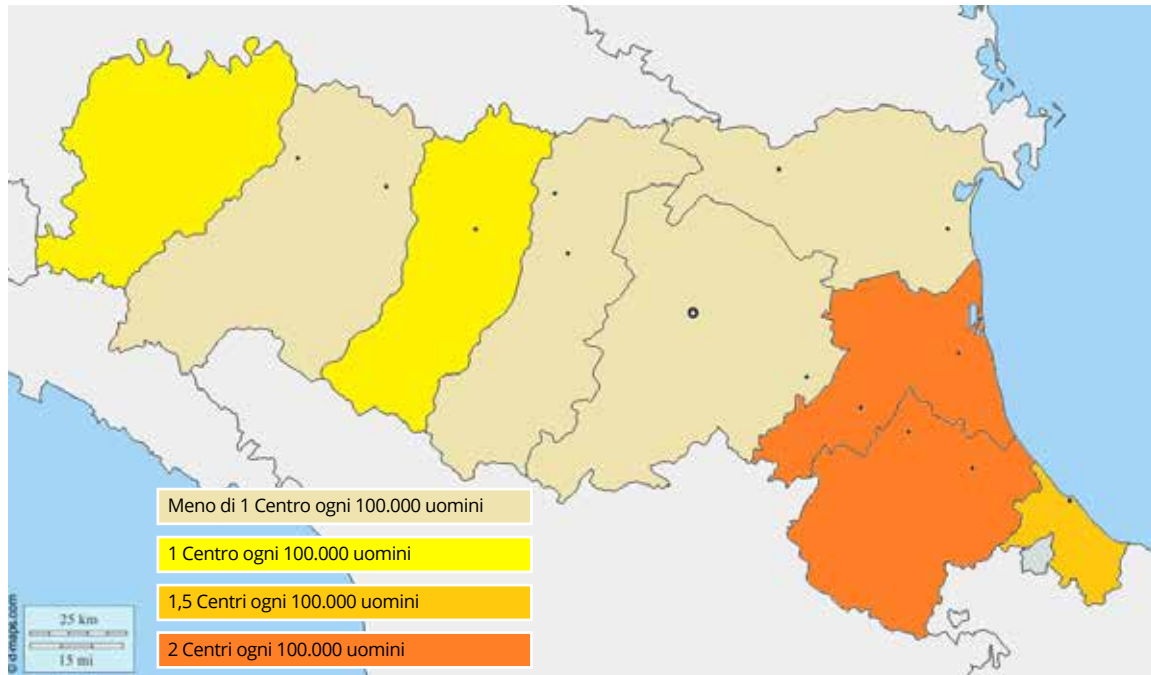 Meno di 1 Centro ogni 100.000 uomini
1 Centro ogni 100.000 uomini
1,5 Centri ogni 100.000 uomini
2 Centri ogni 100.000 uomini
25 km
15 mi
© d-maps.com